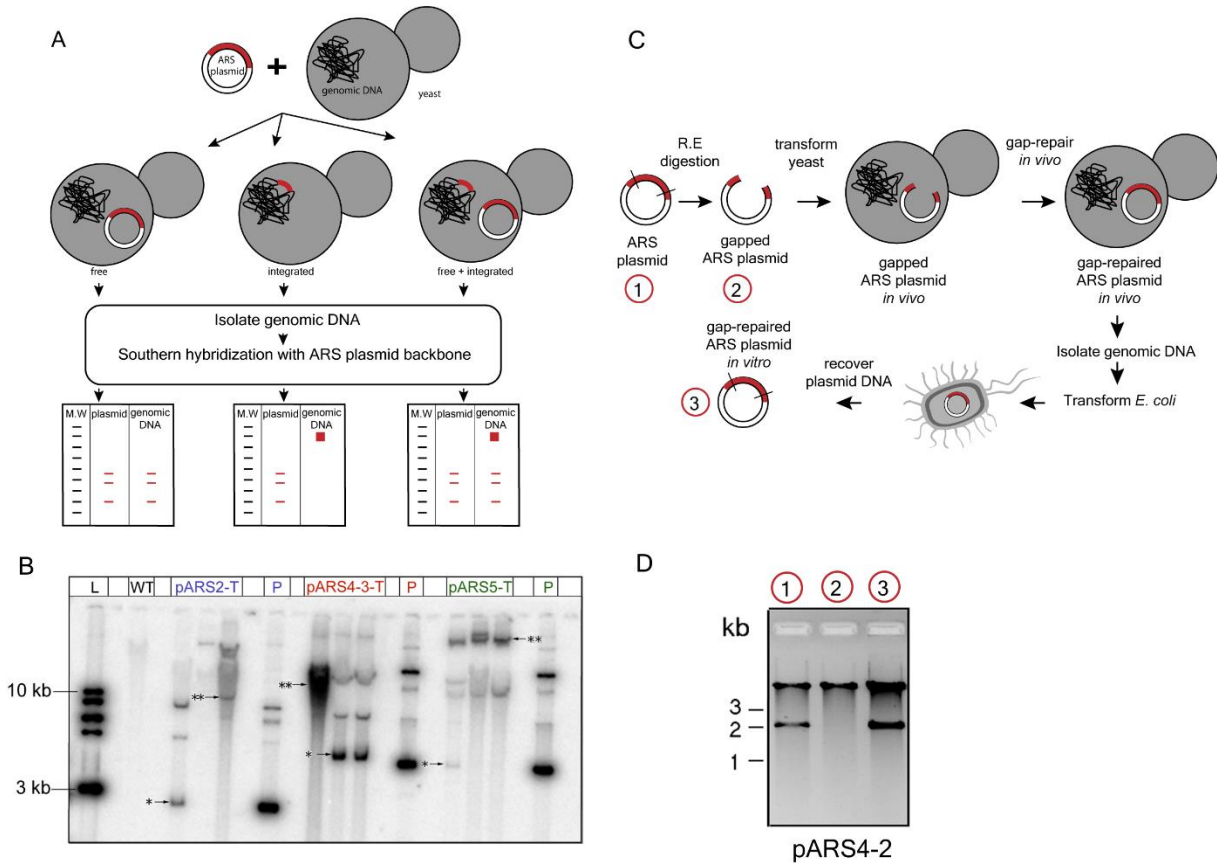 A
ARS
plasmid
+
genomic DNA
yeast
free
integrated
free + integrated
Isolate genomic DNA
Southern hybridization with ARS plasmid backbone
M.W
plasmid
genomic
DNA
M.W
plasmid
genomic
DNA
M.W
plasmid
genomic
DNA
B
L
WT
pARS2-T
P
pARS4-3-T
P
pARS5-T
P
10 kb
3 kb
*
**
**
*
**
*
C
R.E
digestion
transform
yeast
gap-repair
in vivo
ARS
plasmid
1
gapped
ARS plasmid
2
gapped
ARS plasmid
in vivo
gap-repaired
ARS plasmid
in vivo
Isolate genomic DNA
Transform E. coli
recover
plasmid DNA
gap-repaired
ARS plasmid
in vitro
3
D
1
2
3
kb
3
2
1
pARS4-2